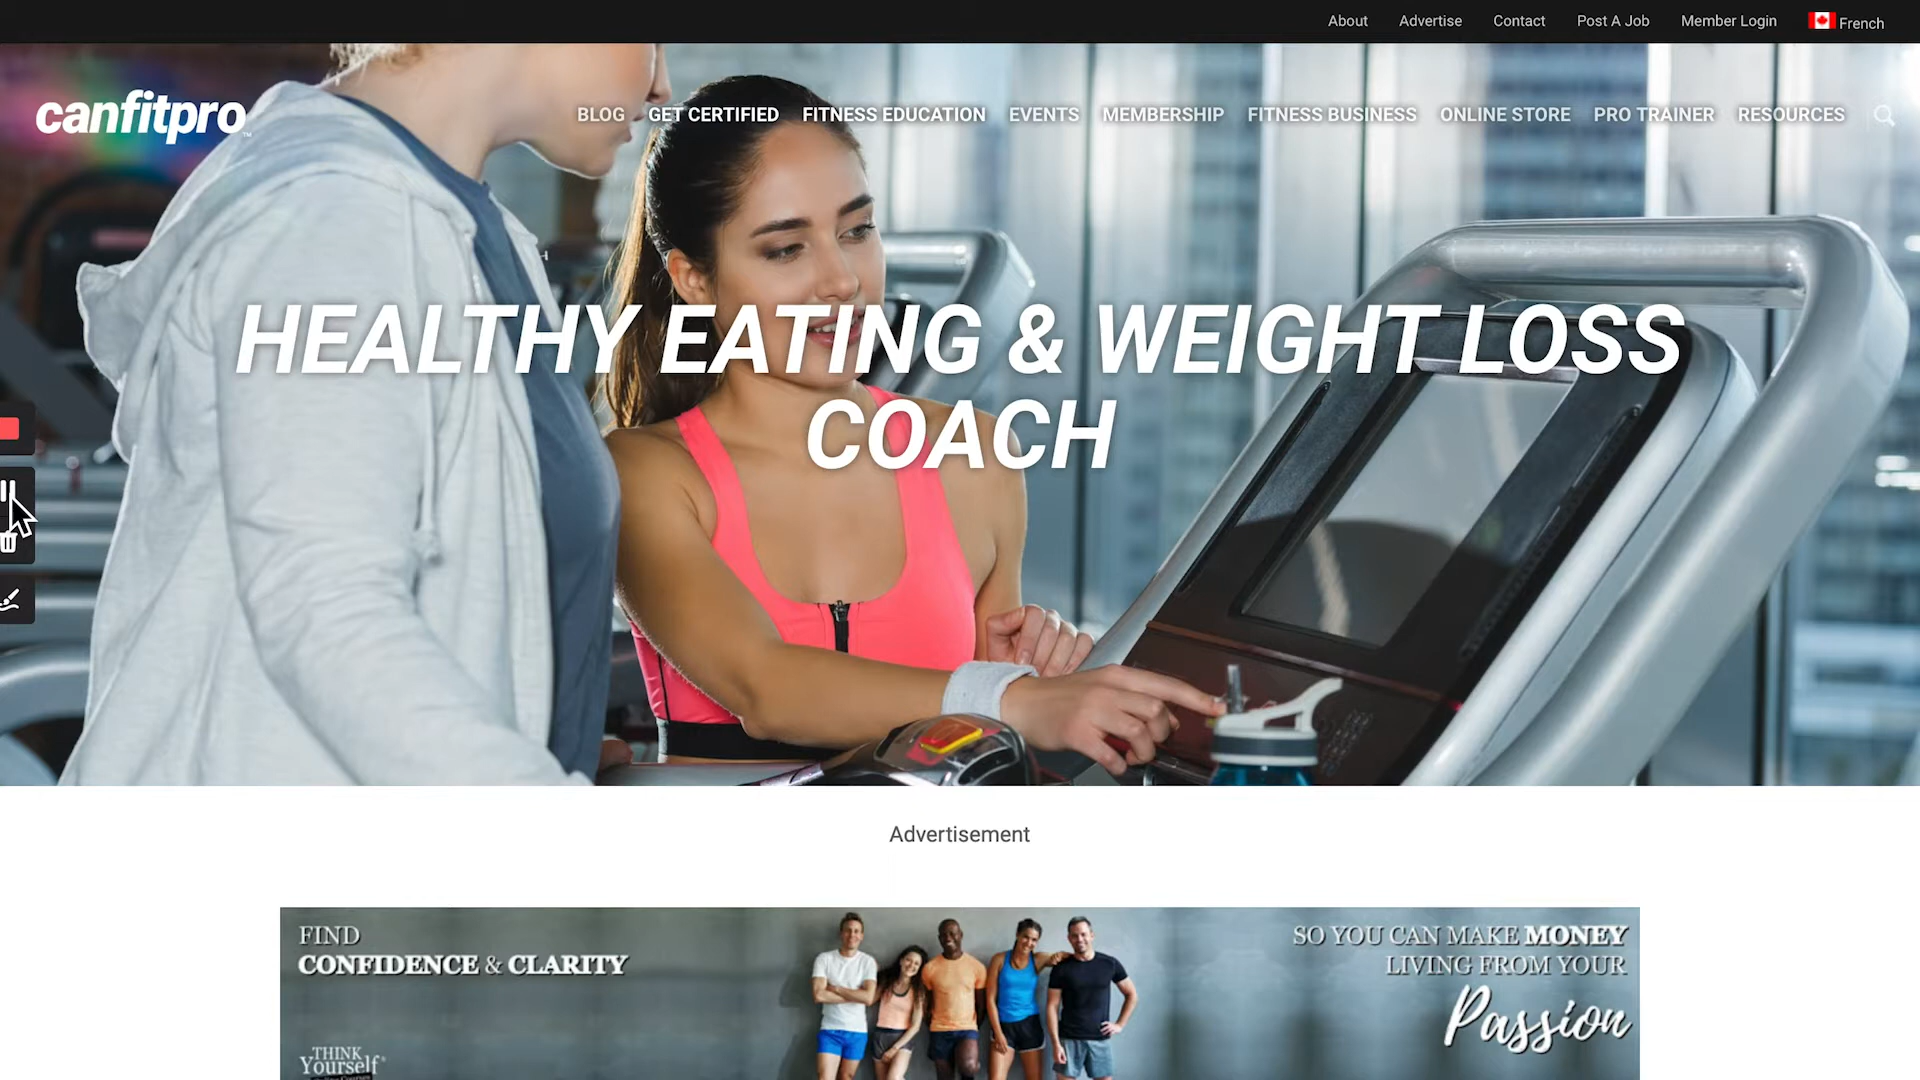 About Advertise Contact Post A Job Member Login French
canfitpro™
BLOG GET CERTIFIED FITNESS EDUCATION EVENTS MEMBERSHIP FITNESS BUSINESS ONLINE STORE PRO TRAINER RESOURCES
HEALTHY EATING & WEIGHT LOSS
COACH
Advertisement
FIND
CONFIDENCE & CLARITY
SO YOU CAN MAKE MONEY
LIVING FROM YOUR
Passion
THINK
Yourself®